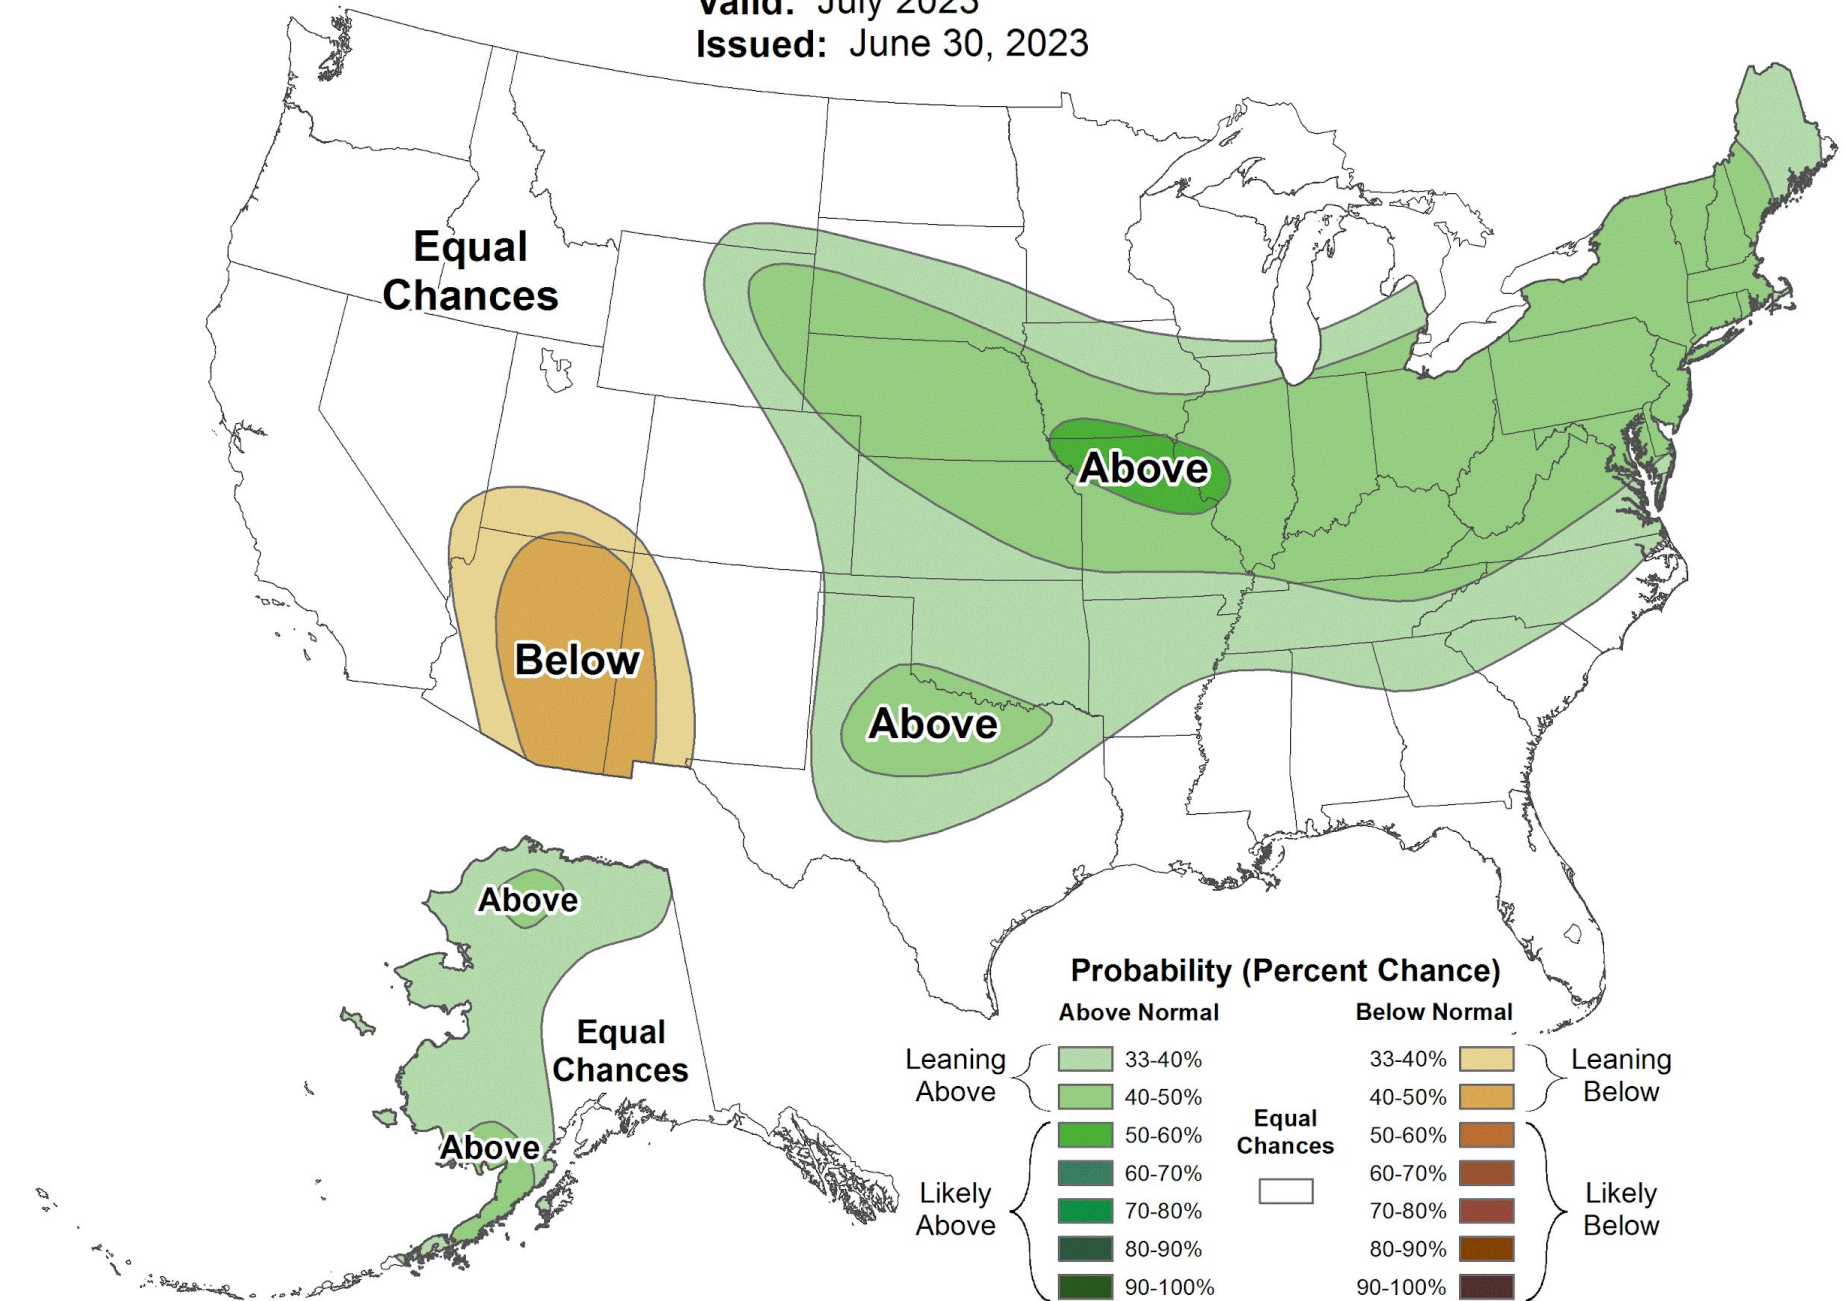 Valid: July 2023
Issued: June 30, 2023
Equal
Chances
Above
Below
Above
Above
Equal
Chances
Above
Probability (Percent Chance)
Above Normal
Below Normal
Leaning
Above
33-40%
40-50%
50-60%
60-70%
70-80%
80-90%
90-100%
Likely
Above
Equal
Chances
33-40%
40-50%
50-60%
60-70%
70-80%
80-90%
90-100%
Leaning
Below
Likely
Below